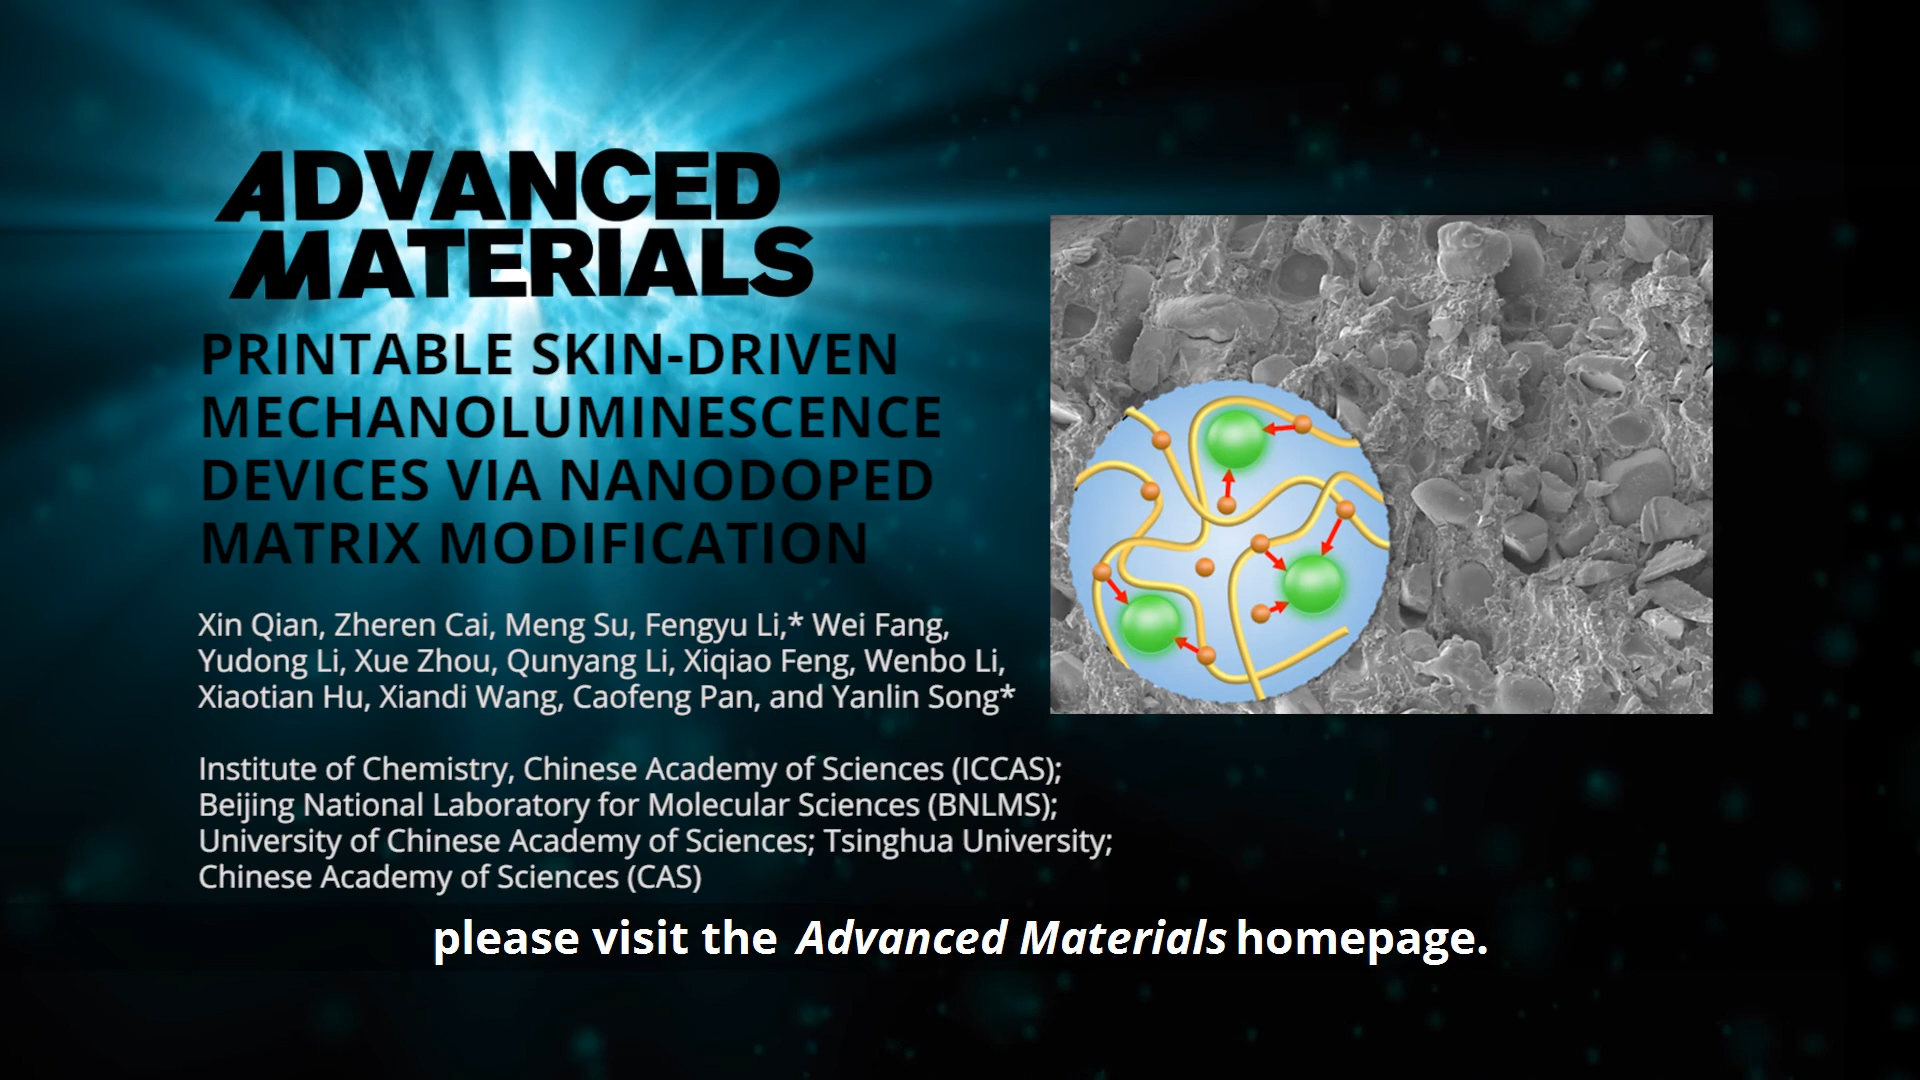 ADVANCED
MATERIALS
PRINTABLE SKIN-DRIVEN
MECHANOLUMINESCENCE
DEVICES VIA NANODOPED
MATRIX MODIFICATION
Xin Qian, Zheren Cai, Meng Su, Fengyu Li,* Wei Fang,
Yudong Li, Xue Zhou, Qunyang Li, Xiqiao Feng, Wenbo Li,
Xiaotian Hu, Xiandi Wang, Caofeng Pan, and Yanlin Song*
Institute of Chemistry, Chinese Academy of Sciences (ICCAS);
Beijing National Laboratory for Molecular Sciences (BNLMS);
University of Chinese Academy of Sciences; Tsinghua University;
Chinese Academy of Sciences (CAS)
please visit the Advanced Materials homepage.